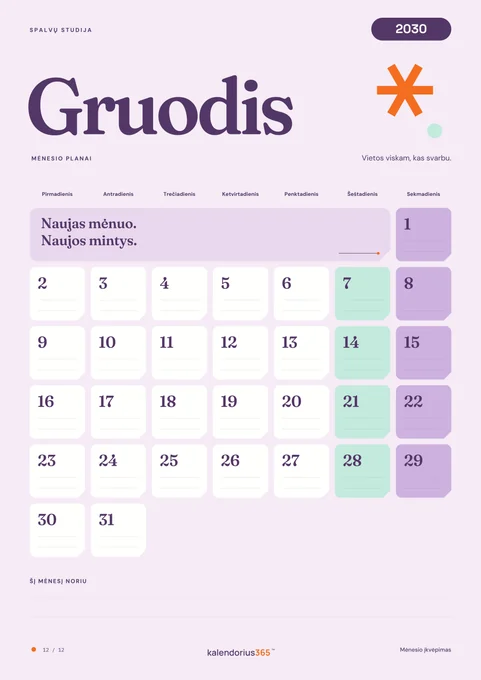 SPALVŲ STUDIJA
2030
Gruodis
MĖNESIO PLANAI
Vietos viskam, kas svarbu.
Pirmadienis Antradienis Trečiadienis Ketvirtadienis Penktadienis Šeštadienis Sekmadienis
Naujas mėnuo.
Naujos mintys.
1
2 3 4 5 6 7 8
9 10 11 12 13 14 15
16 17 18 19 20 21 22
23 24 25 26 27 28 29
30 31
ŠĮ MĖNESĮ NORIU
12 / 12
kalendorius365™
Mėnesio įkvėpimas